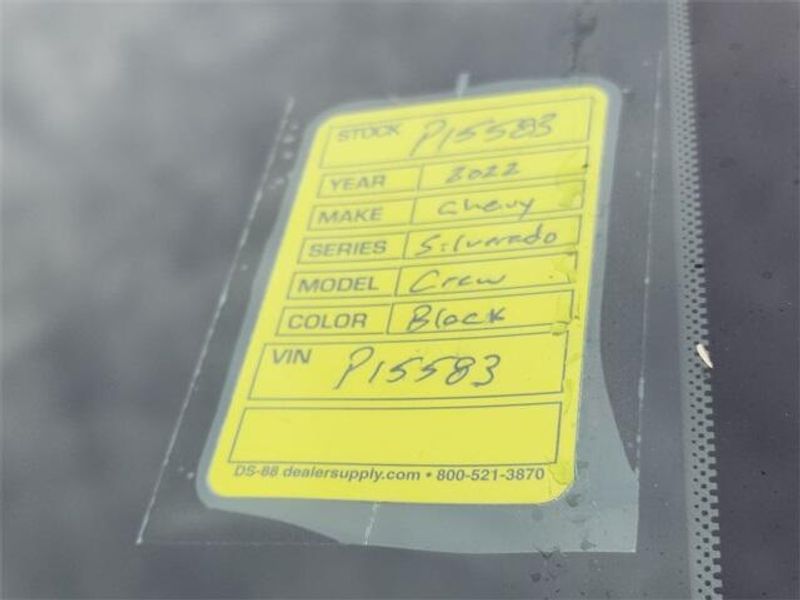 STOCK P15583
YEAR 2022
MAKE Chevy
SERIES Silverado
MODEL Crew
COLOR Black
VIN P15583
DS-88 dealersupply.com • 800-521-3870